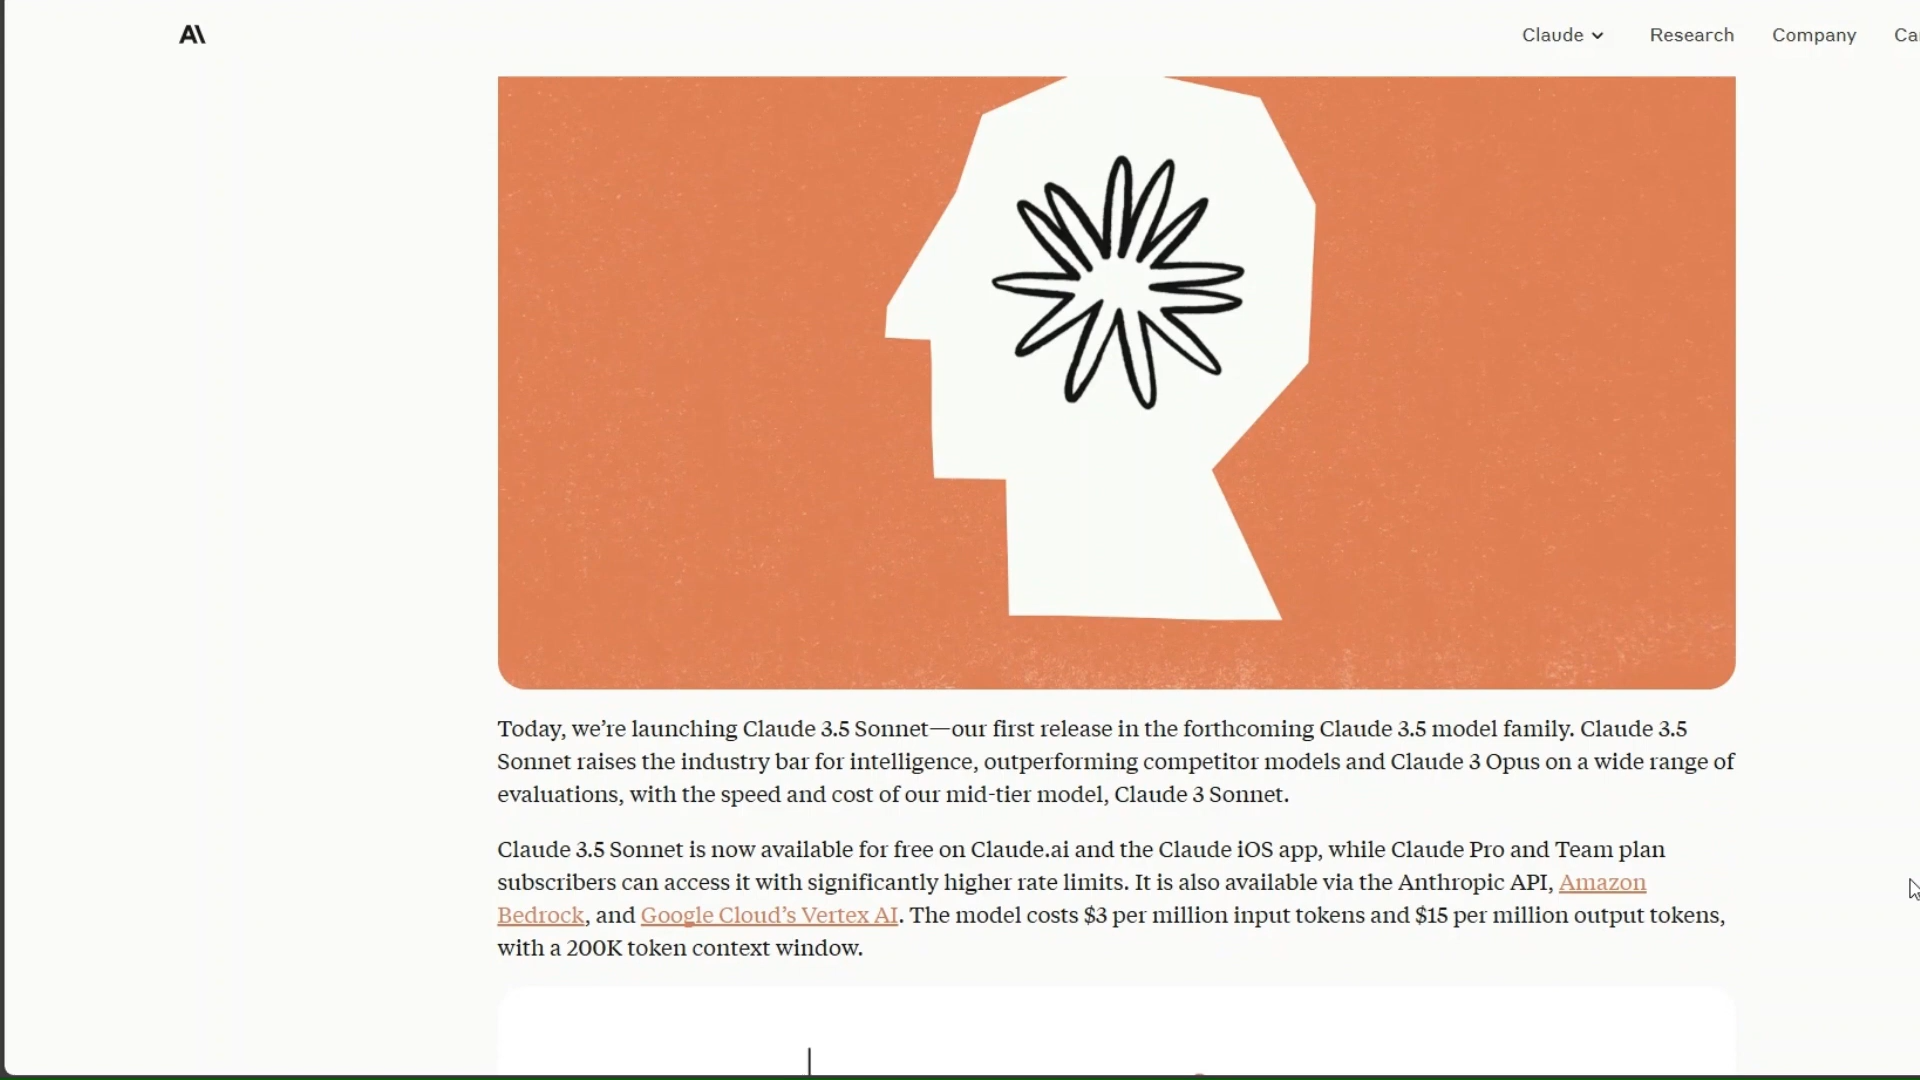 A\
Claude
Research
Company
Today, we’re launching Claude 3.5 Sonnet—our first release in the forthcoming Claude 3.5 model family. Claude 3.5
Sonnet raises the industry bar for intelligence, outperforming competitor models and Claude 3 Opus on a wide range of
evaluations, with the speed and cost of our mid-tier model, Claude 3 Sonnet.
Claude 3.5 Sonnet is now available for free on Claude.ai and the Claude iOS app, while Claude Pro and Team plan
subscribers can access it with significantly higher rate limits. It is also available via the Anthropic API, Amazon
Bedrock, and Google Cloud’s Vertex AI. The model costs $3 per million input tokens and $15 per million output tokens,
with a 200K token context window.